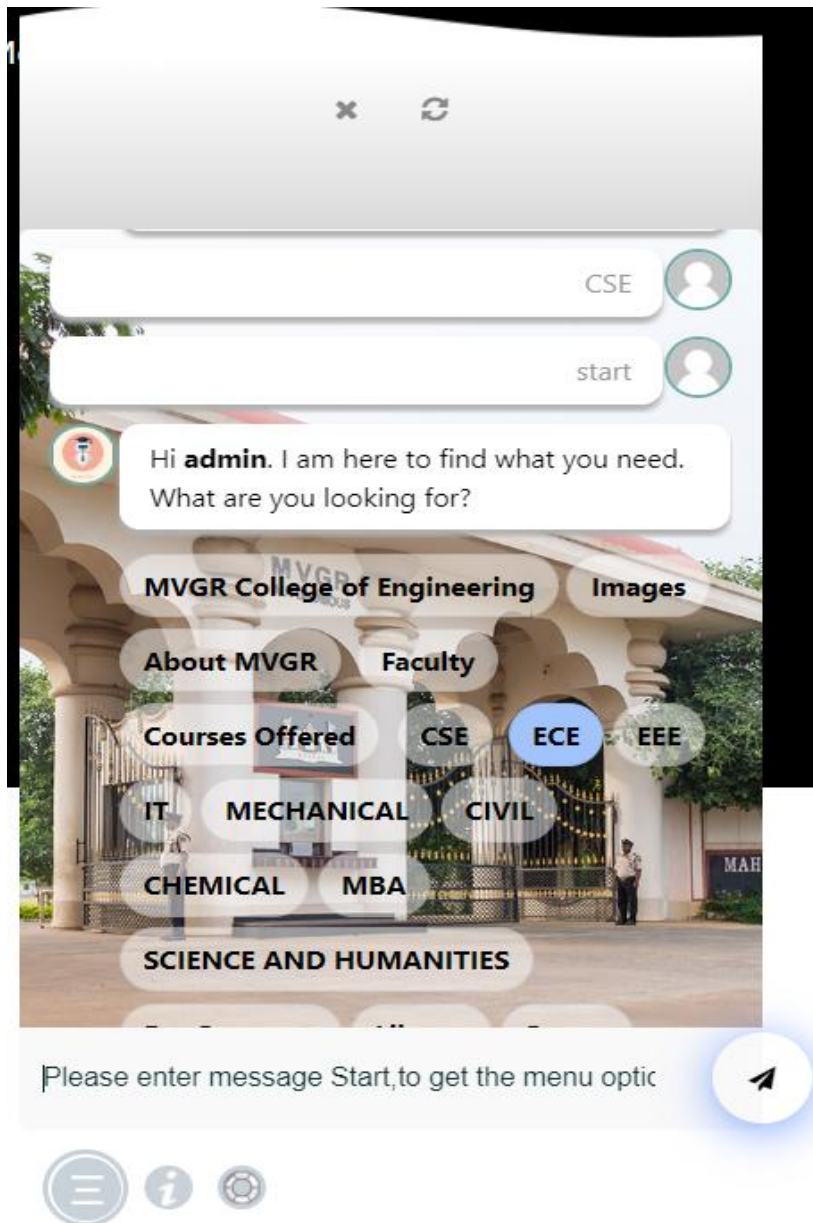 CSE
start
Hi admin. I am here to find what you need.
What are you looking for?
MVGR
MVGR College of Engineering Images
About MVGR Faculty
Courses Offered CSE ECE EEE
IT MECHANICAL CIVIL
CHEMICAL MBA
MAH
SCIENCE AND HUMANITIES
Please enter message Start,to get the menu optic